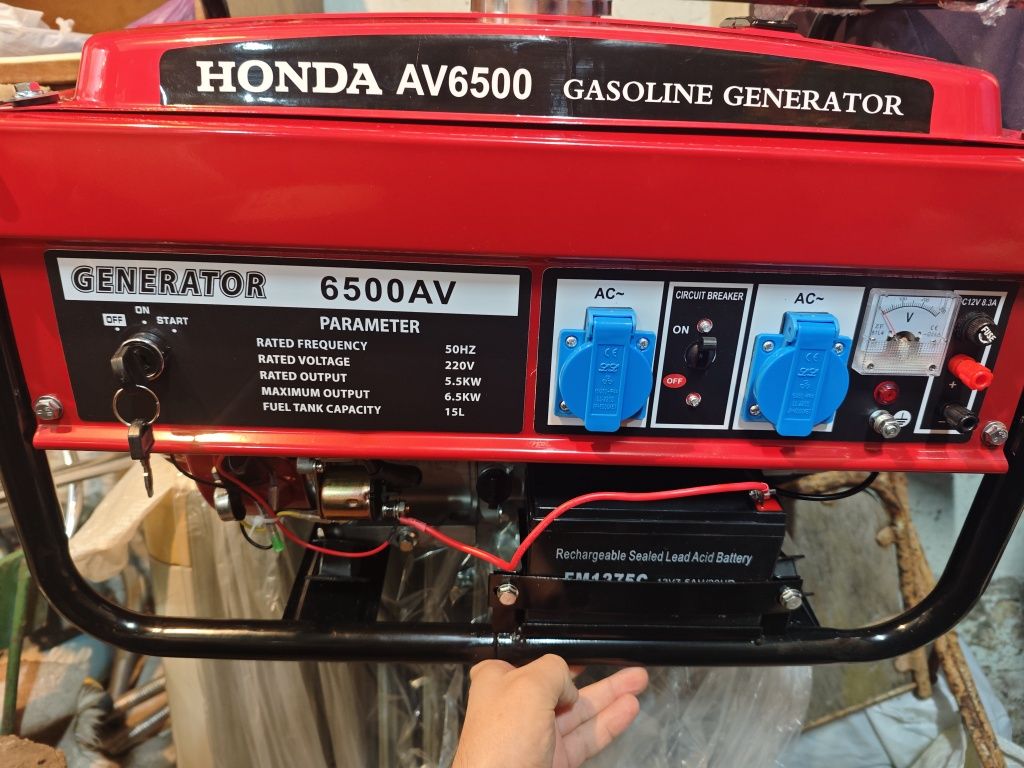 HONDA AV6500 GASOLINE GENERATOR
GENERATOR 6500AV
PARAMETER
RATED FREQUENCY 50HZ
RATED VOLTAGE 220V
RATED OUTPUT 5.5KW
MAXIMUM OUTPUT 6.5KW
FUEL TANK CAPACITY 15L
OFF ON START
AC~
CIRCUIT BREAKER
ON
OFF
AC~
V
C12V 8.3A
FUSE
+
Rechargeable Sealed Lead Acid Battery